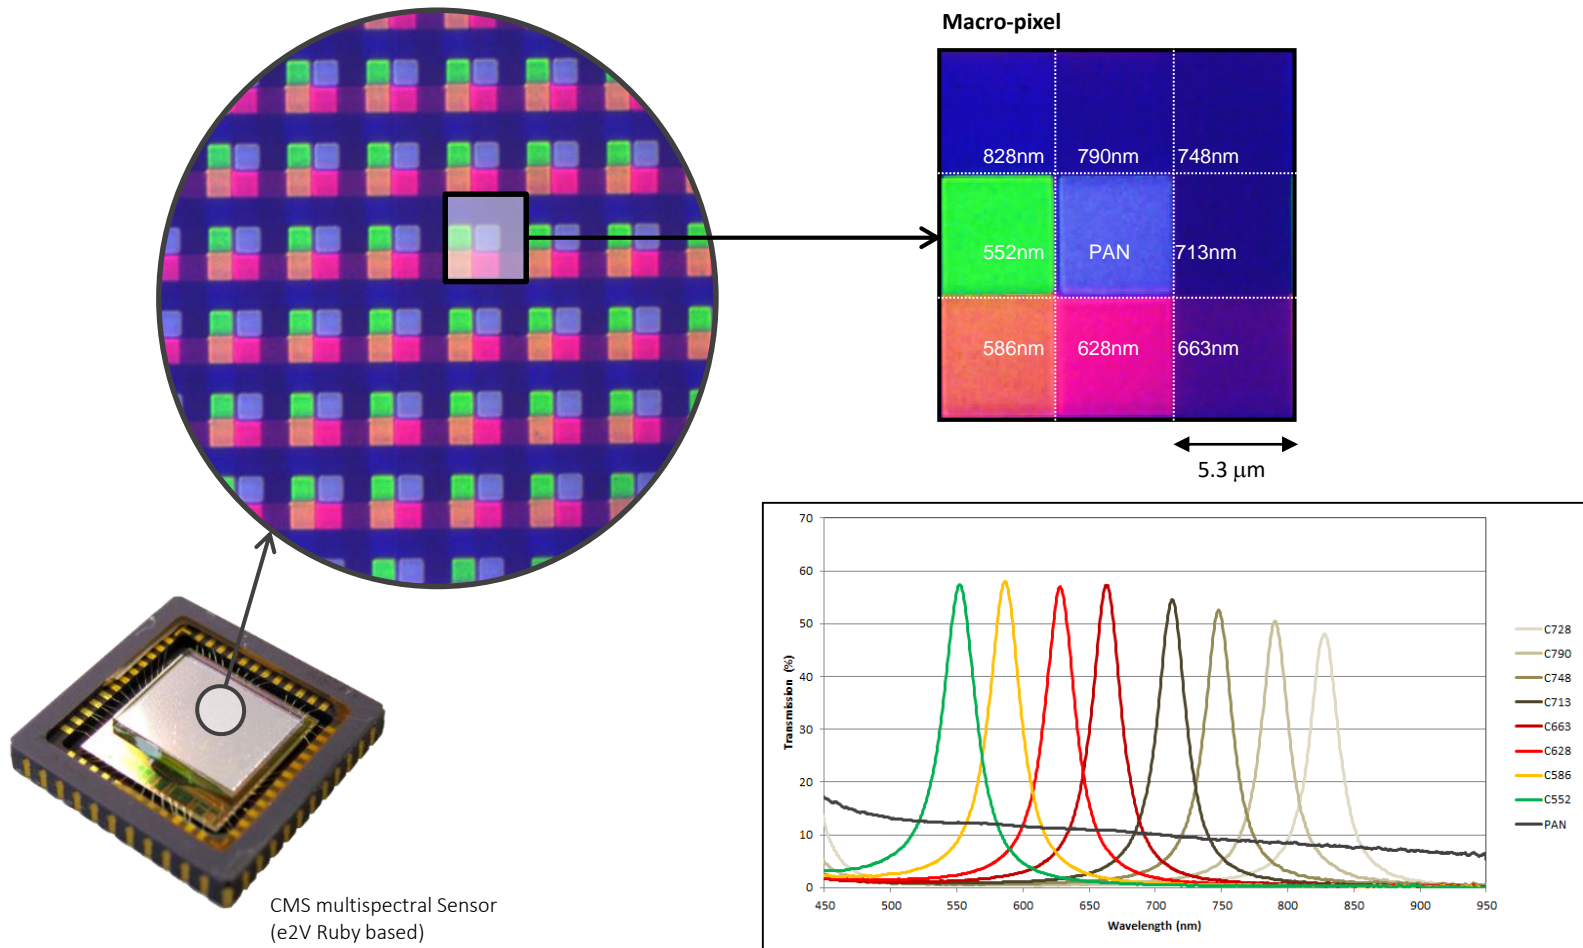 Macro-pixel
828nm 790nm 748nm
552nm PAN 713nm
586nm 628nm 663nm
5.3 µm
CMS multispectral Sensor
(e2V Ruby based)
70
60
50
40
30
20
10
0
Transmission (%)
450 500 550 600 650 700 750 800 850 900 950
Wavelength (nm)
C728
C790
C748
C713
C663
C628
C586
C552
PAN